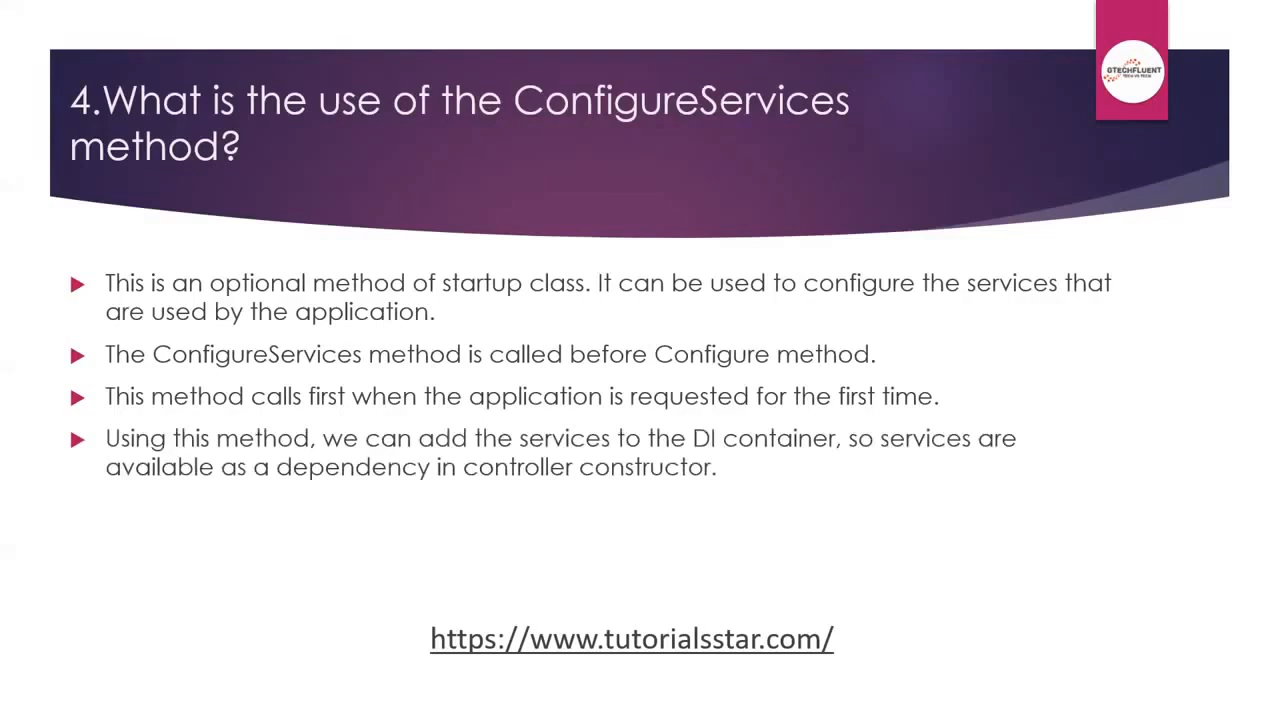 4.What is the use of the ConfigureServices
method?
GTECHFLUENT
TECH VS TECH
This is an optional method of startup class. It can be used to configure the services that
are used by the application.
The ConfigureServices method is called before Configure method.
This method calls first when the application is requested for the first time.
Using this method, we can add the services to the DI container, so services are
available as a dependency in controller constructor.
https://www.tutorialsstar.com/